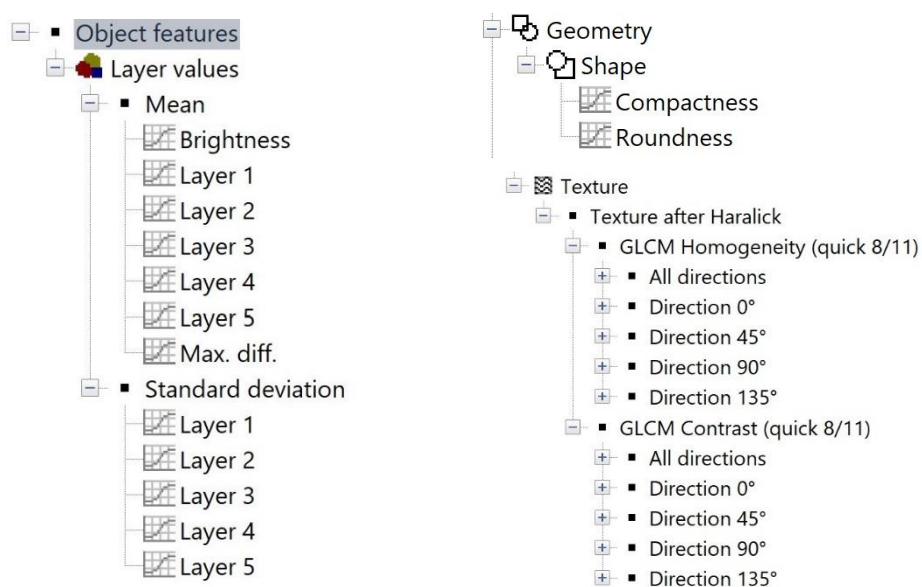 Object features
Layer values
Mean
Brightness
Layer 1
Layer 2
Layer 3
Layer 4
Layer 5
Max. diff.
Standard deviation
Layer 1
Layer 2
Layer 3
Layer 4
Layer 5
Geometry
Shape
Compactness
Roundness
Texture
Texture after Haralick
GLCM Homogeneity (quick 8/11)
All directions
Direction 0°
Direction 45°
Direction 90°
Direction 135°
GLCM Contrast (quick 8/11)
All directions
Direction 0°
Direction 45°
Direction 90°
Direction 135°